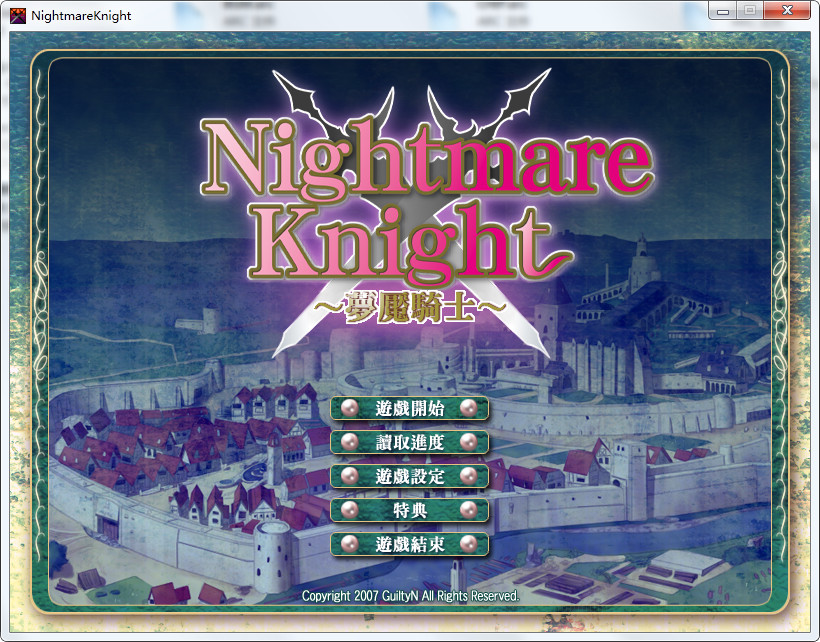 NightmareKnight
Nightmare
Knight
～夢魘騎士～
遊戲開始
讀取進度
遊戲設定
特典
遊戲結束
Copyright 2007 GuiltyN All Rights Reserved.